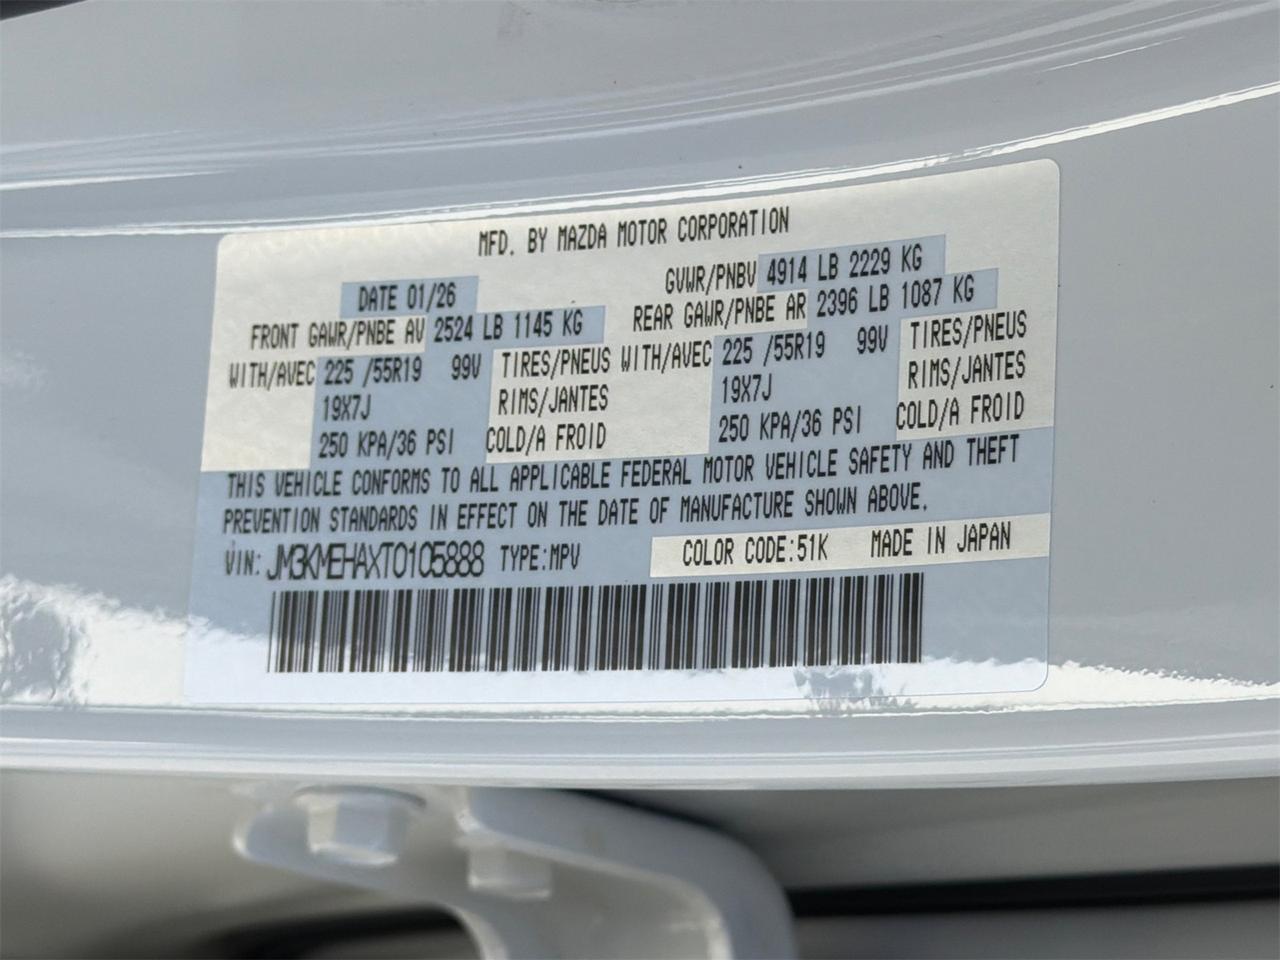 MFD. BY MAZDA MOTOR CORPORATION
DATE 01/26 GVWR/PNBV 4914 LB 2229 KG
FRONT GAWR/PNBE AV 2524 LB 1145 KG REAR GAWR/PNBE AR 2396 LB 1087 KG
WITH/AVEC 225 /55R19 99V TIRES/PNEUS WITH/AVEC 225 /55R19 99V TIRES/PNEUS
19X7J RIMS/JANTES 19X7J RIMS/JANTES
250 KPA/36 PSI COLD/A FROID 250 KPA/36 PSI COLD/A FROID
THIS VEHICLE CONFORMS TO ALL APPLICABLE FEDERAL MOTOR VEHICLE SAFETY AND THEFT
PREVENTION STANDARDS IN EFFECT ON THE DATE OF MANUFACTURE SHOWN ABOVE.
VIN: JM3KMEHAXT0105888 TYPE:MPV COLOR CODE:51K MADE IN JAPAN